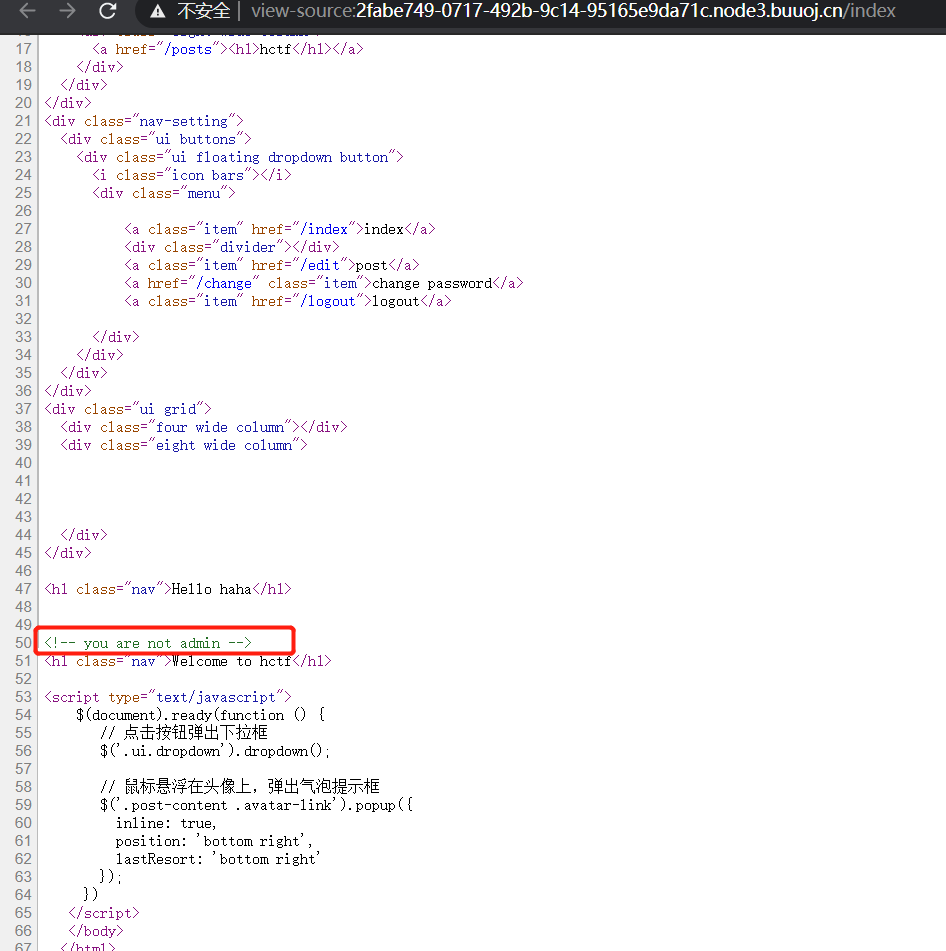 不安全 | view-source:2fabe749-0717-492b-9c14-95165e9da71c.node3.buuoj.cn/index
17 <a href="/posts"><h1>hctf</h1></a>
18 </div>
19 </div>
20 </div>
21 <div class="nav-setting">
22 <div class="ui buttons">
23 <div class="ui floating dropdown button">
24 <i class="icon bars"></i>
25 <div class="menu">
26
27 <a class="item" href="/index">index</a>
28 <div class="divider"></div>
29 <a class="item" href="/edit">post</a>
30 <a href="/change" class="item">change password</a>
31 <a class="item" href="/logout">logout</a>
32
33 </div>
34 </div>
35 </div>
36 </div>
37 <div class="ui grid">
38 <div class="four wide column"></div>
39 <div class="eight wide column">
40
41
42
43
44 </div>
45 </div>
46
47 <h1 class="nav">Hello haha</h1>
48
49
50 <!-- you are not admin -->
51 <h1 class="nav">Welcome to hctf</h1>
52
53 <script type="text/javascript">
54 $(document).ready(function () {
55 // 点击按钮弹出下拉框
56 $('.ui.dropdown').dropdown();
57
58 // 鼠标悬浮在头像上，弹出气泡提示框
59 $('.post-content .avatar-link').popup({
60 inline: true,
61 position: 'bottom right',
62 lastResort: 'bottom right'
63 });
64 })
65 </script>
66 </body>
67 </html>